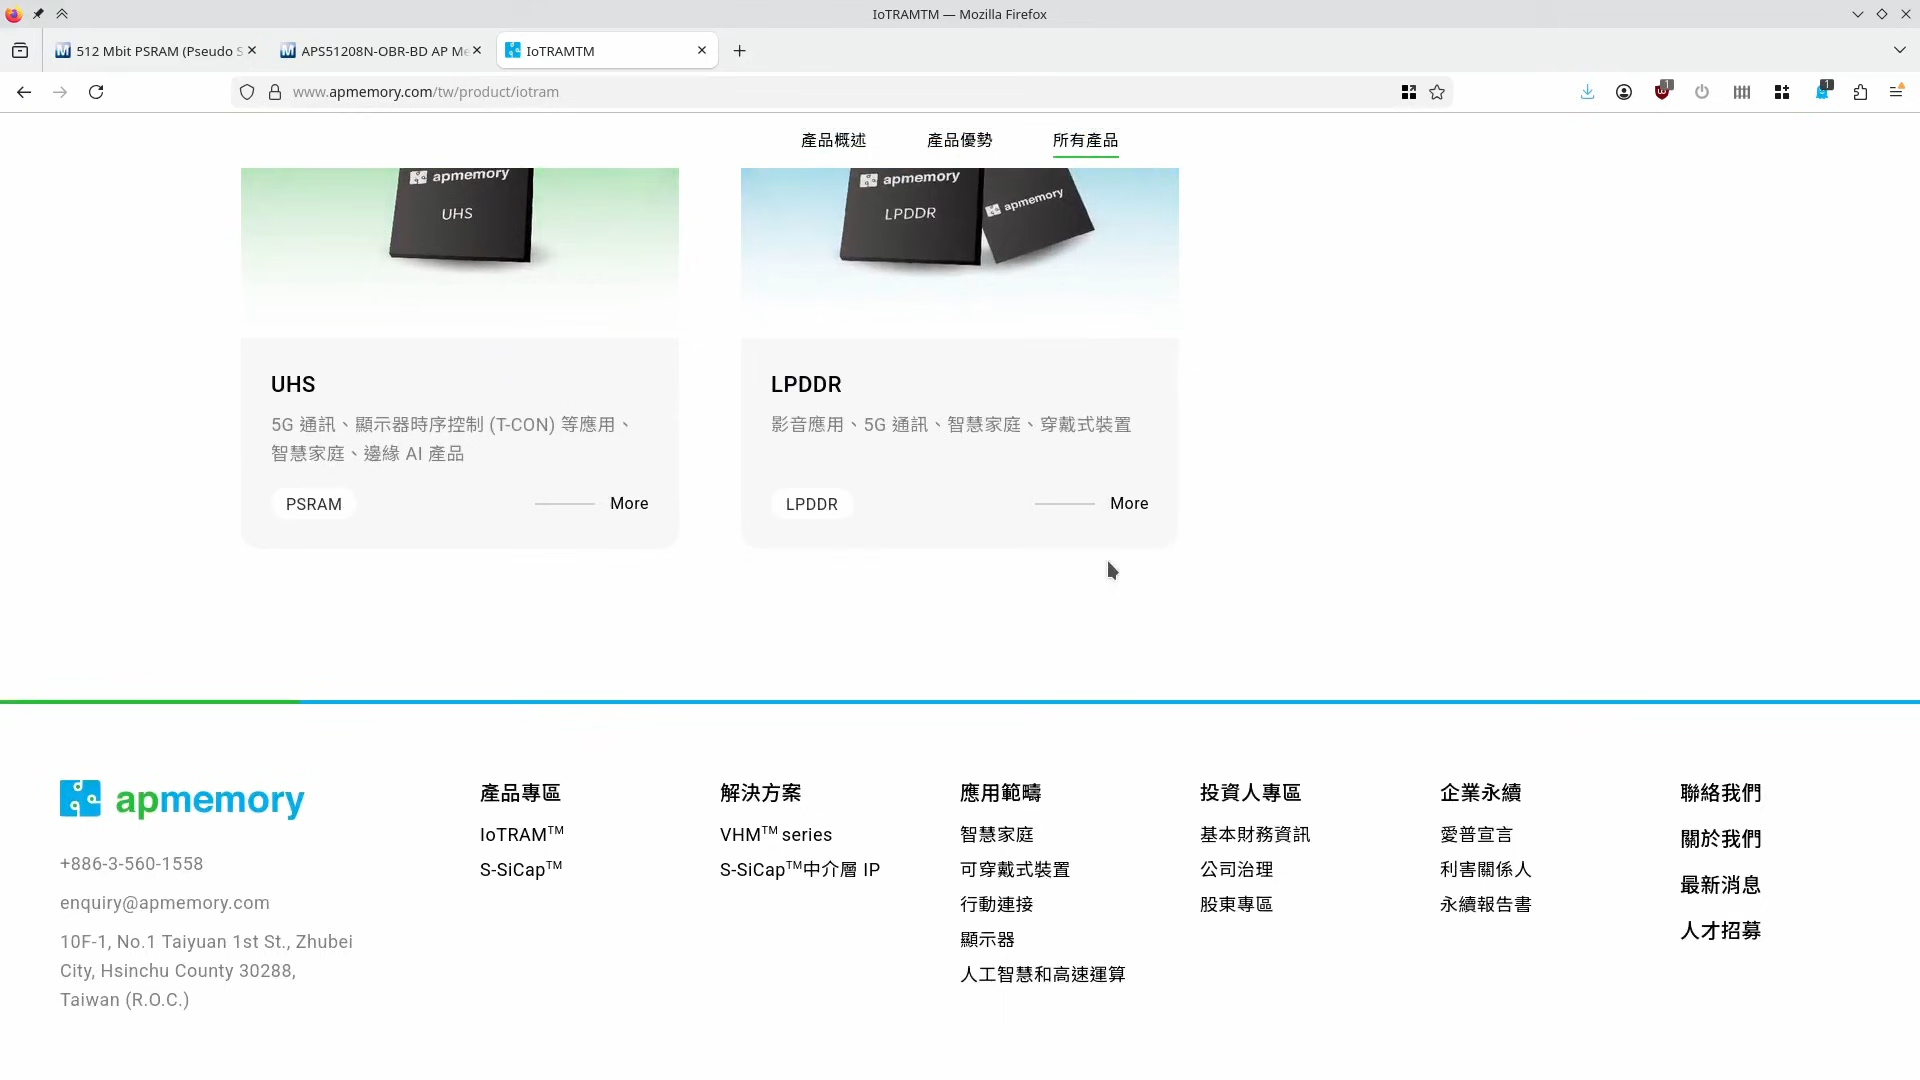 IoTRAMTM — Mozilla Firefox
512 Mbit PSRAM (Pseudo S
APS51208N-OBR-BD AP Me
IoTRAMTM
www.apmemory.com/tw/product/iotram
1
1
產品概述
產品優勢
所有產品
apmemory
UHS
apmemory
LPDDR
apmemory
UHS
5G 通訊、顯示器時序控制 (T-CON) 等應用、
智慧家庭、邊緣 AI 產品
PSRAM
More
LPDDR
影音應用、5G 通訊、智慧家庭、穿戴式裝置
LPDDR
More
apmemory
+886-3-560-1558
enquiry@apmemory.com
10F-1, No.1 Taiyuan 1st St., Zhubei
City, Hsinchu County 30288,
Taiwan (R.O.C.)
產品專區
IoTRAM™
S-SiCap™
解決方案
VHM™ series
S-SiCap™中介層 IP
應用範疇
智慧家庭
可穿戴式裝置
行動連接
顯示器
人工智慧和高速運算
投資人專區
基本財務資訊
公司治理
股東專區
企業永續
愛普宣言
利害關係人
永續報告書
聯絡我們
關於我們
最新消息
人才招募